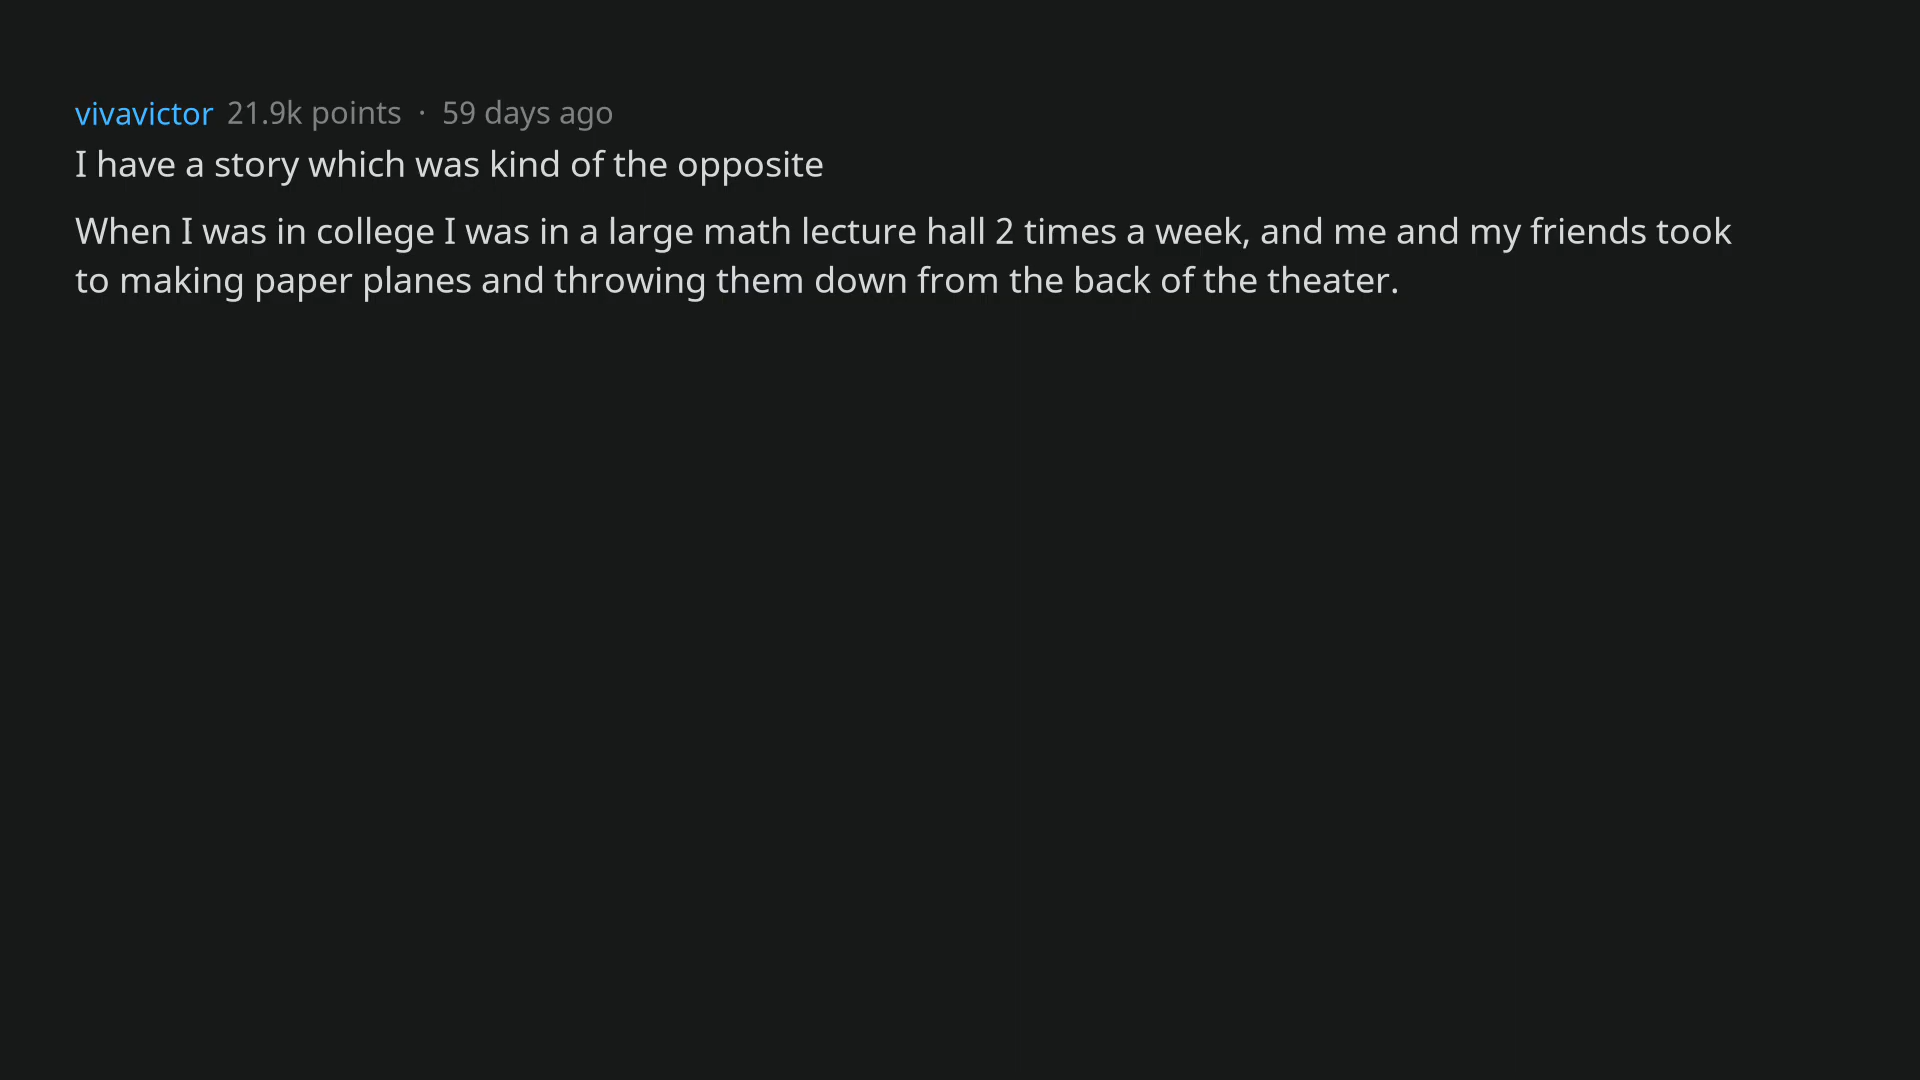 vivavictor 21.9k points · 59 days ago
I have a story which was kind of the opposite
When I was in college I was in a large math lecture hall 2 times a week, and me and my friends took
to making paper planes and throwing them down from the back of the theater.